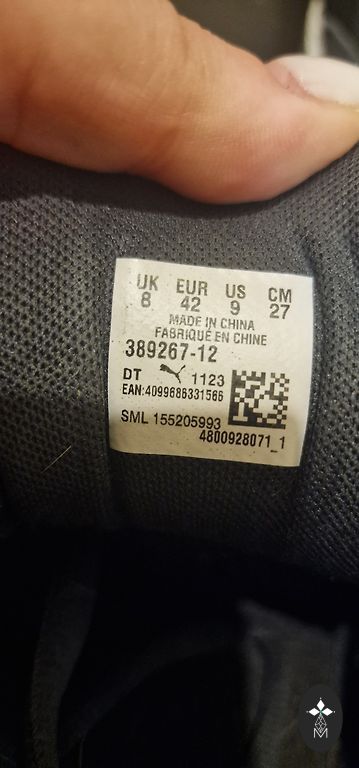 UK EUR US CM
8 42 9 27
MADE IN CHINA
FABRIQUÉ EN CHINE
389267-12
DT 1123
EAN:4099686331566
SML 155205993
4800928071_1
M